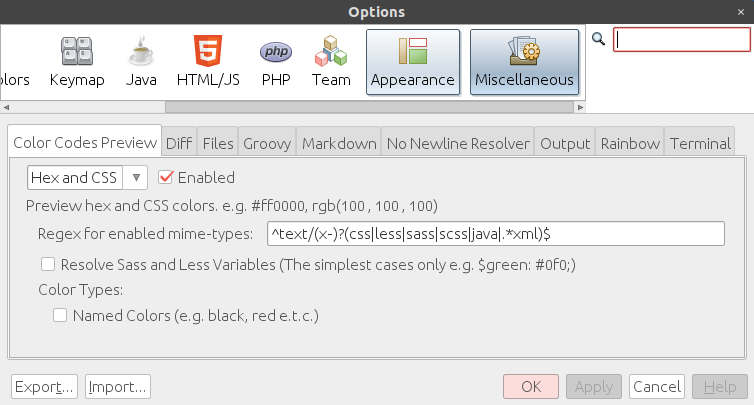 Options ×
olors Keymap Java HTML/JS php PHP Team Appearance Miscellaneous
Color Codes Preview Diff Files Groovy Markdown No Newline Resolver Output Rainbow Terminal
Hex and CSS Enabled
Preview hex and CSS colors. e.g. #ff0000, rgb(100 , 100 , 100)
Regex for enabled mime-types: ^text/(x-)?(css|less|sass|scss|java|.*xml)$
Resolve Sass and Less Variables (The simplest cases only e.g. $green: #0f0;)
Color Types:
Named Colors (e.g. black, red e.t.c.)
Export... Import... OK Apply Cancel Help